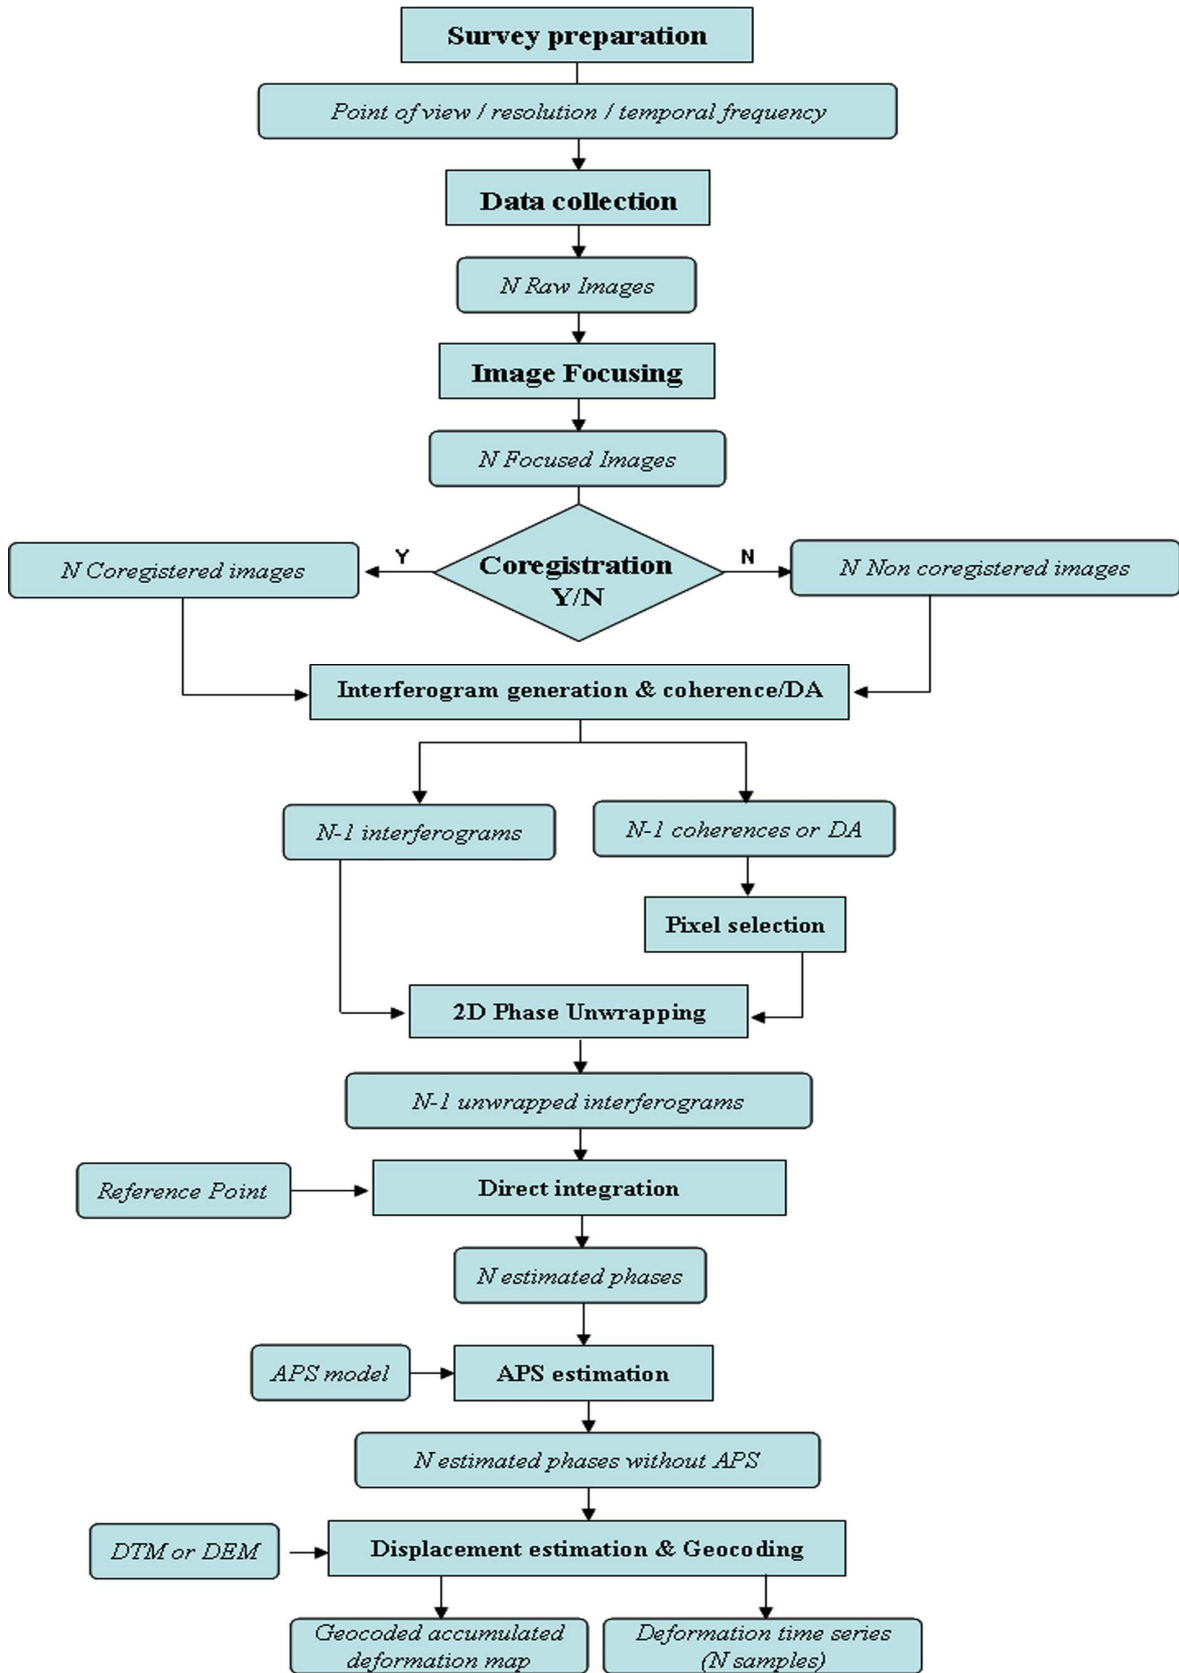 Survey preparation
Point of view / resolution / temporal frequency
Data collection
N Raw Images
Image Focusing
N Focused Images
Y
N
N Coregistered images
Coregistration
Y/N
N Non coregistered images
Interferogram generation & coherence/DA
N-1 interferograms
N-1 coherences or DA
Pixel selection
2D Phase Unwrapping
N-1 unwrapped interferograms
Reference Point
Direct integration
N estimated phases
APS model
APS estimation
N estimated phases without APS
DTM or DEM
Displacement estimation & Geocoding
Geocoded accumulated
deformation map
Deformation time series
(N samples)